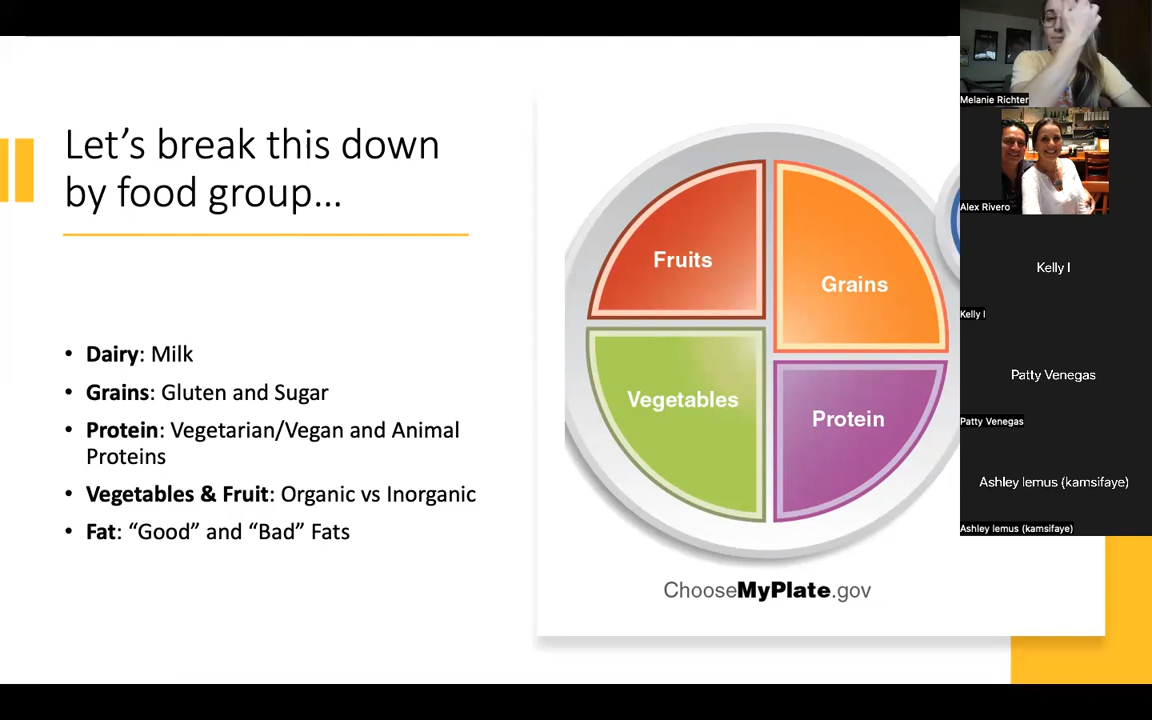 Let’s break this down
by food group…
• Dairy: Milk
• Grains: Gluten and Sugar
• Protein: Vegetarian/Vegan and Animal
Proteins
• Vegetables & Fruit: Organic vs Inorganic
• Fat: “Good” and “Bad” Fats
Fruits
Grains
Vegetables
Protein
ChooseMyPlate.gov
Melanie Richter
Alex Rivero
Kelly I
Kelly I
Patty Venegas
Patty Venegas
Ashley lemus (kamsifaye)
Ashley lemus (kamsifaye)